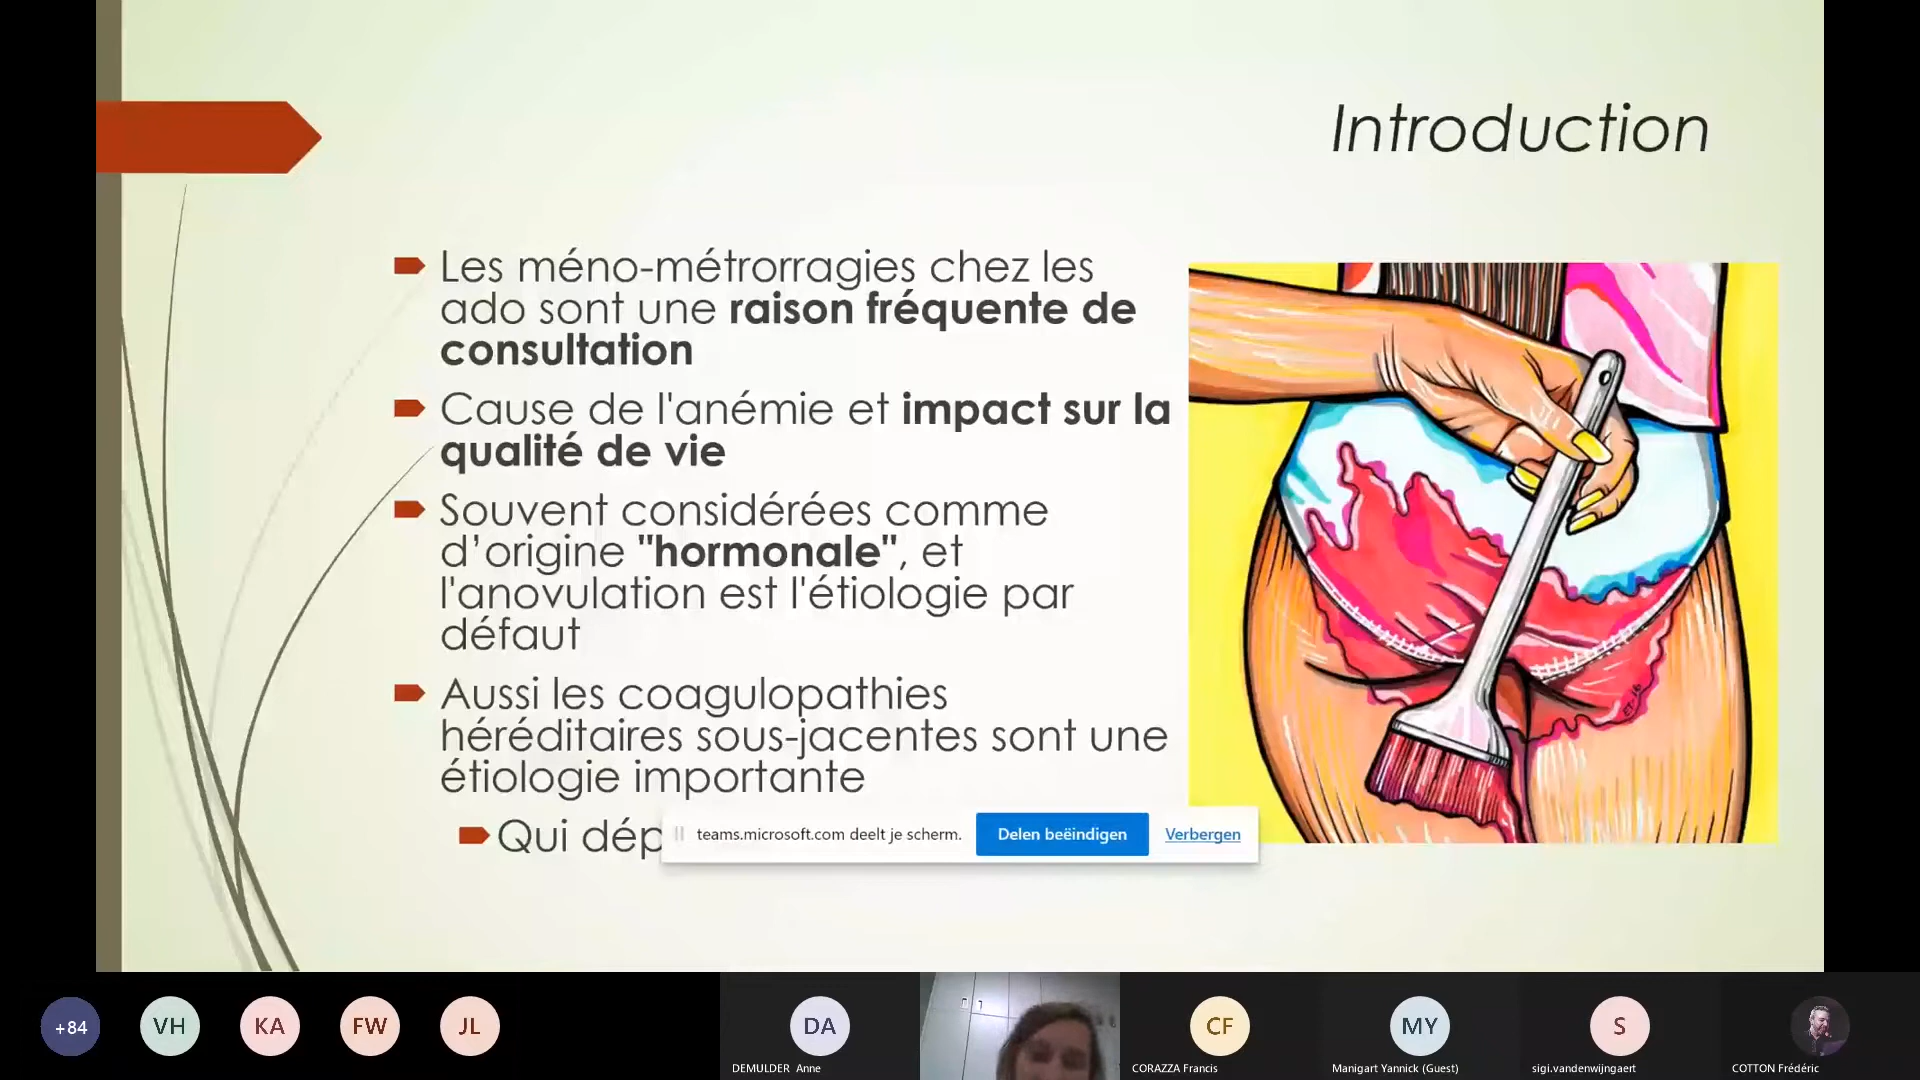 Introduction
Les méno-métrorragies chez les
ado sont une raison fréquente de
consultation
Cause de l'anémie et impact sur la
qualité de vie
Souvent considérées comme
d’origine "hormonale", et
l'anovulation est l'étiologie par
défaut
Aussi les coagulopathies
héréditaires sous-jacentes sont une
étiologie importante
Qui dép
teams.microsoft.com deelt je scherm.
Delen beëindigen
Verbergen
+84
VH
KA
FW
JL
DA
CF
MY
S
DEMULDER Anne
CORAZZA Francis
Manigart Yannick (Guest)
sigi.vandenwijngaert
COTTON Frédéric